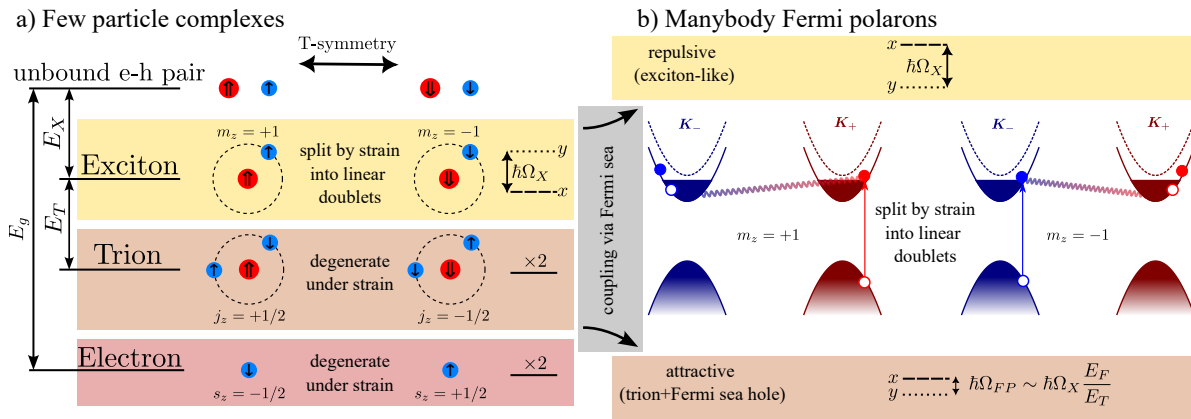 a) Few particle complexes
T-symmetry
unbound e-h pair
⇑ ↑ ⇓ ↓
E_X
E_T
E_g
Exciton
m_z = +1
↑
⇑
split by strain
into linear
doublets
m_z = −1
↓
⇓
y
ħΩ_X
x
Trion
↓
↑ ⇑
j_z = +1/2
degenerate
under strain
↑
↓ ⇓
j_z = −1/2
×2
Electron
↓
s_z = −1/2
degenerate
under strain
↑
s_z = +1/2
×2
coupling via Fermi sea
b) Manybody Fermi polarons
repulsive
(exciton-like)
x
ħΩ_X
y
K_− K_+ K_− K_+
m_z = +1
split by strain
into linear
doublets
m_z = −1
attractive
(trion+Fermi sea hole)
x
y
ħΩ_{FP} ∼ ħΩ_X E_F/E_T